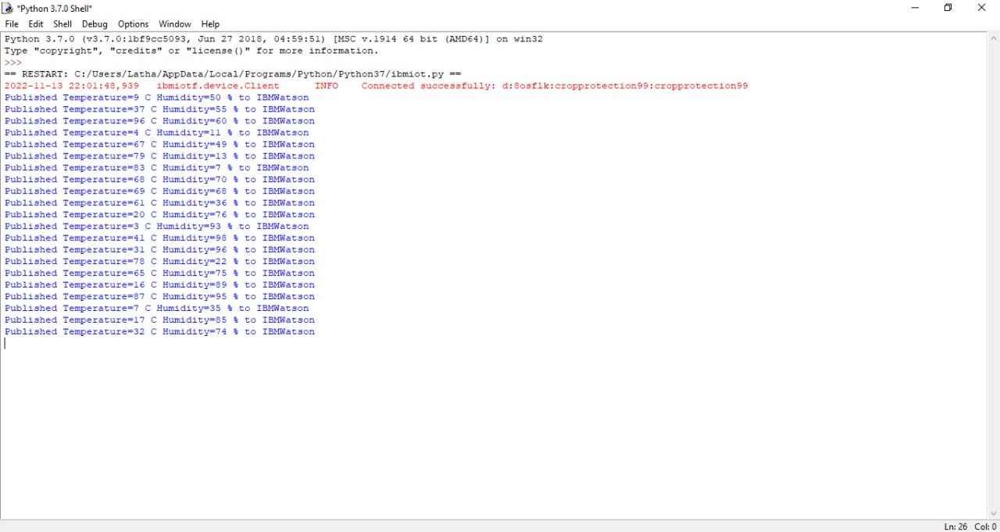 *Python 3.7.0 Shell*
File Edit Shell Debug Options Window Help
Python 3.7.0 (v3.7.0:1bf9cc5093, Jun 27 2018, 04:59:51) [MSC v.1914 64 bit (AMD64)] on win32
Type "copyright", "credits" or "license()" for more information.
>>>
== RESTART: C:/Users/Latha/AppData/Local/Programs/Python/Python37/ibmiot.py ==
2022-11-13 22:01:48,939   ibmiotf.device.Client      INFO    Connected successfully: d:8osflk:cropprotection99:cropprotection99
Published Temperature=9 C Humidity=50 % to IBMWatson
Published Temperature=37 C Humidity=55 % to IBMWatson
Published Temperature=96 C Humidity=60 % to IBMWatson
Published Temperature=4 C Humidity=11 % to IBMWatson
Published Temperature=67 C Humidity=49 % to IBMWatson
Published Temperature=79 C Humidity=13 % to IBMWatson
Published Temperature=83 C Humidity=7 % to IBMWatson
Published Temperature=68 C Humidity=70 % to IBMWatson
Published Temperature=69 C Humidity=68 % to IBMWatson
Published Temperature=61 C Humidity=36 % to IBMWatson
Published Temperature=20 C Humidity=76 % to IBMWatson
Published Temperature=3 C Humidity=93 % to IBMWatson
Published Temperature=41 C Humidity=98 % to IBMWatson
Published Temperature=31 C Humidity=96 % to IBMWatson
Published Temperature=78 C Humidity=22 % to IBMWatson
Published Temperature=65 C Humidity=75 % to IBMWatson
Published Temperature=16 C Humidity=89 % to IBMWatson
Published Temperature=87 C Humidity=95 % to IBMWatson
Published Temperature=7 C Humidity=35 % to IBMWatson
Published Temperature=17 C Humidity=85 % to IBMWatson
Published Temperature=32 C Humidity=74 % to IBMWatson
Ln: 26 Col: 0